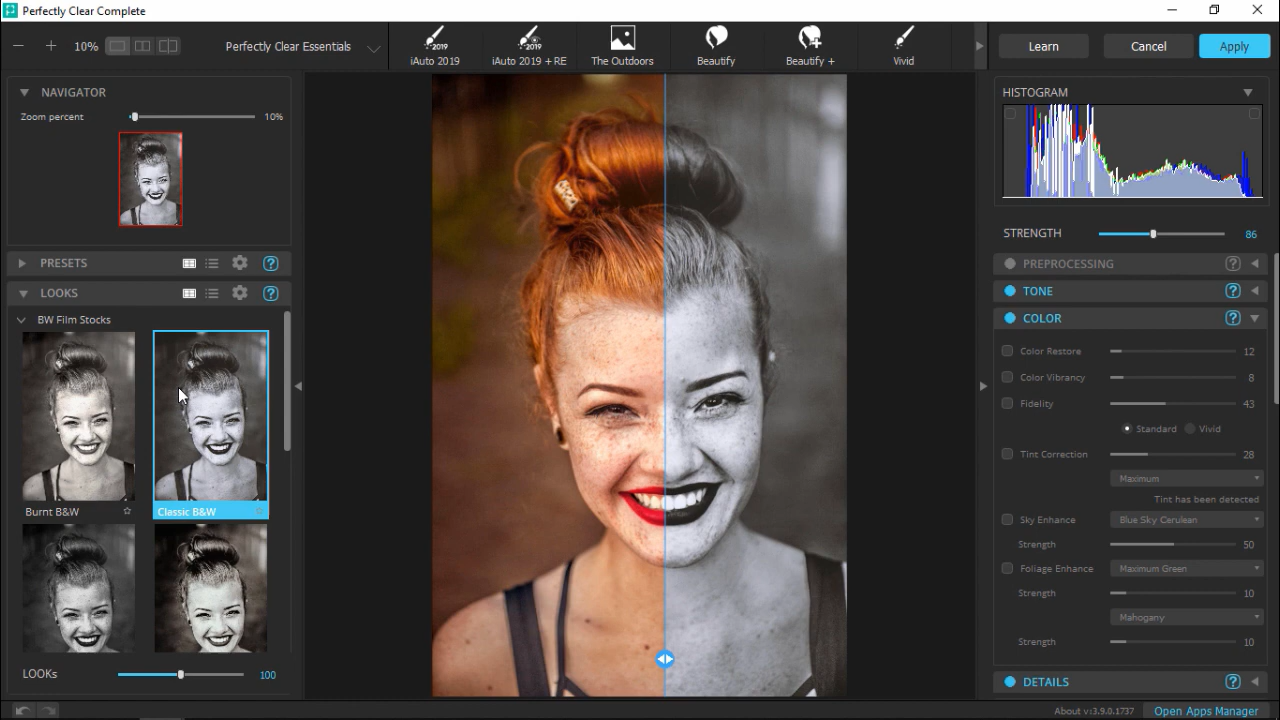 Perfectly Clear Complete
10%
Perfectly Clear Essentials
2019
iAuto 2019
2019
iAuto 2019 + RE
The Outdoors
Beautify
Beautify +
Vivid
Learn
Cancel
Apply
NAVIGATOR
Zoom percent
10%
PRESETS
?
LOOKS
?
BW Film Stocks
Burnt B&W
Classic B&W
LOOKs
100
HISTOGRAM
STRENGTH
86
PREPROCESSING
?
TONE
?
COLOR
?
Color Restore
12
Color Vibrancy
8
Fidelity
43
Standard
Vivid
Tint Correction
28
Maximum
Tint has been detected
Sky Enhance
Blue Sky Cerulean
Strength
50
Foliage Enhance
Maximum Green
Strength
10
Mahogany
Strength
10
DETAILS
?
About v:3.9.0.1737
Open Apps Manager